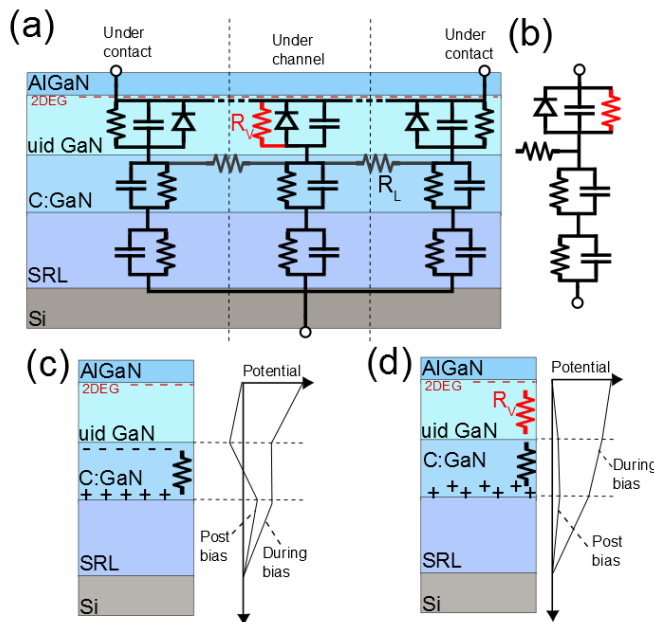 (a)
Under
contact
Under
channel
Under
contact
(b)
AlGaN
2DEG
R_V
uid GaN
C:GaN
R_L
SRL
Si
(c)
AlGaN
2DEG
uid GaN
C:GaN
- - - - - -
+ + + + +
SRL
Si
Potential
Post
bias
During
bias
(d)
AlGaN
2DEG
R_V
uid GaN
C:GaN
+ + + + + + +
SRL
Si
Potential
During
bias
Post
bias